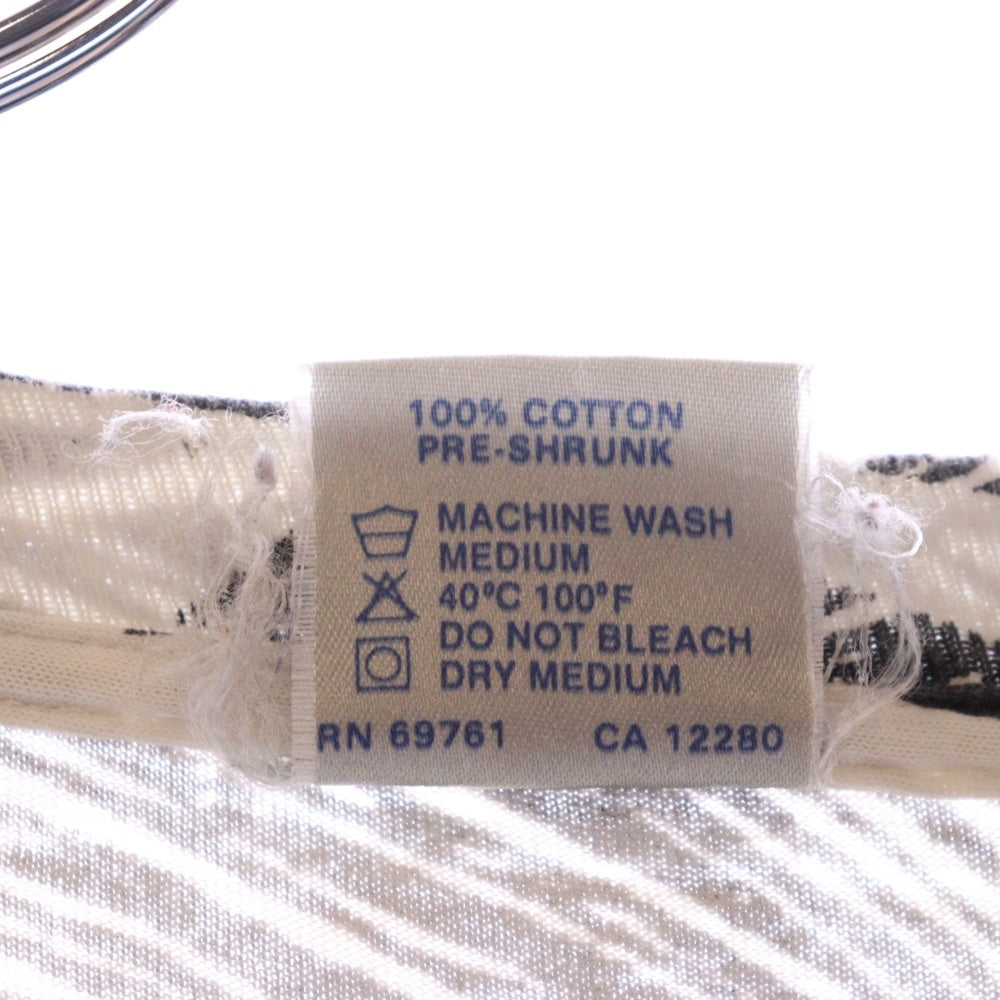 100% COTTON
PRE-SHRUNK
MACHINE WASH
MEDIUM
40°C 100°F
DO NOT BLEACH
DRY MEDIUM
RN 69761 CA 12280